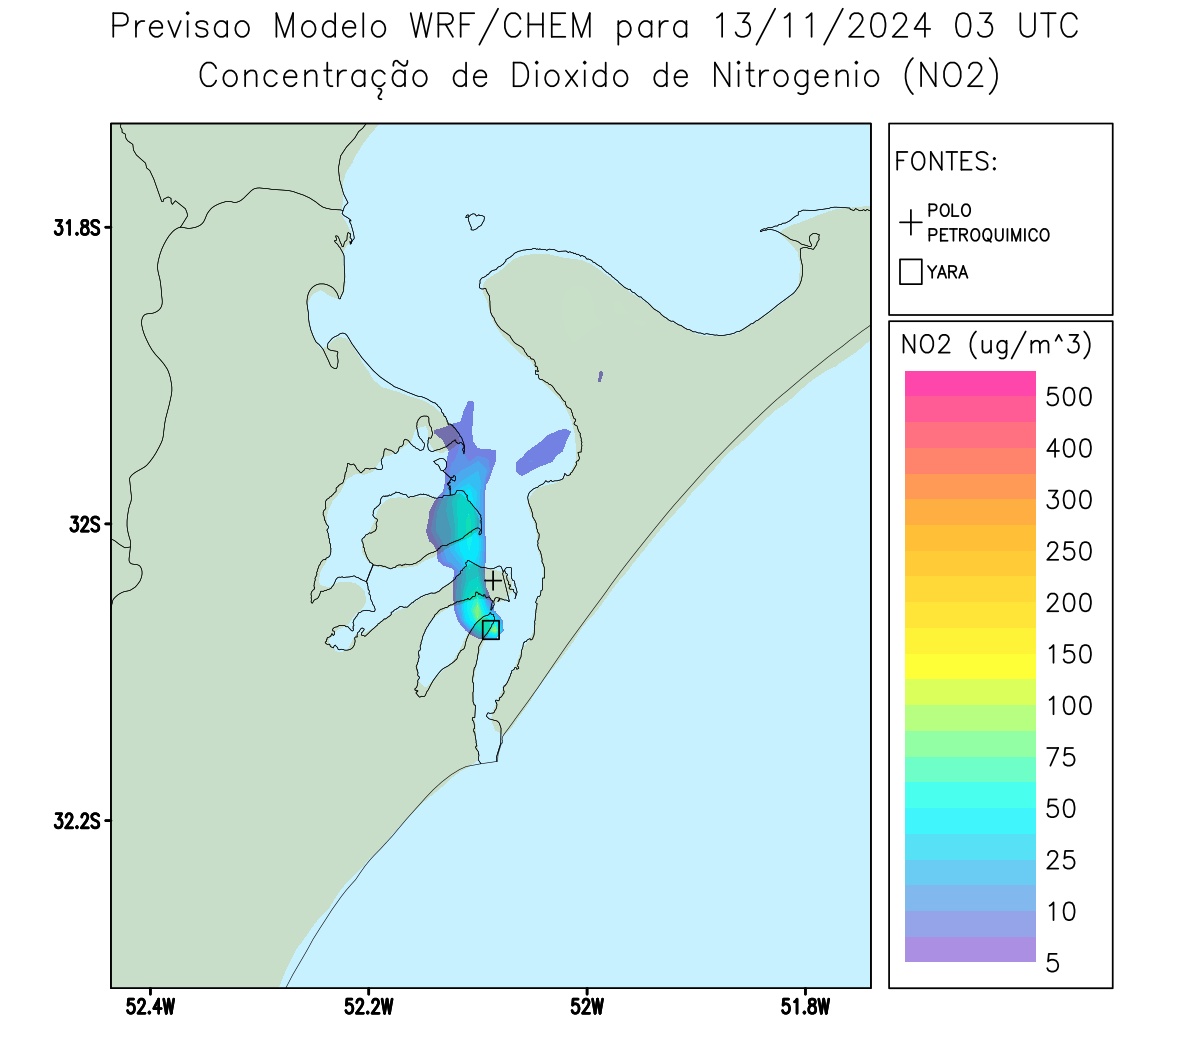 Previsao Modelo WRF/CHEM para 13/11/2024 03 UTC
Concentração de Dioxido de Nitrogenio (NO2)
FONTES:
POLO
PETROQUIMICO
YARA
NO2 (ug/m^3)
500
400
300
250
200
150
100
75
50
25
10
5
31.8S
32S
32.2S
52.4W
52.2W
52W
51.8W